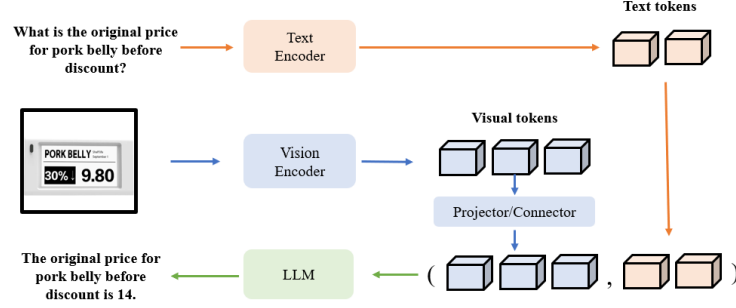 What is the original price
for pork belly before
discount?
Text
Encoder
Text tokens
PORK BELLY
30%↓ 9.80
Vision
Encoder
Visual tokens
Projector/Connector
The original price for
pork belly before
discount is 14.
LLM
( , )